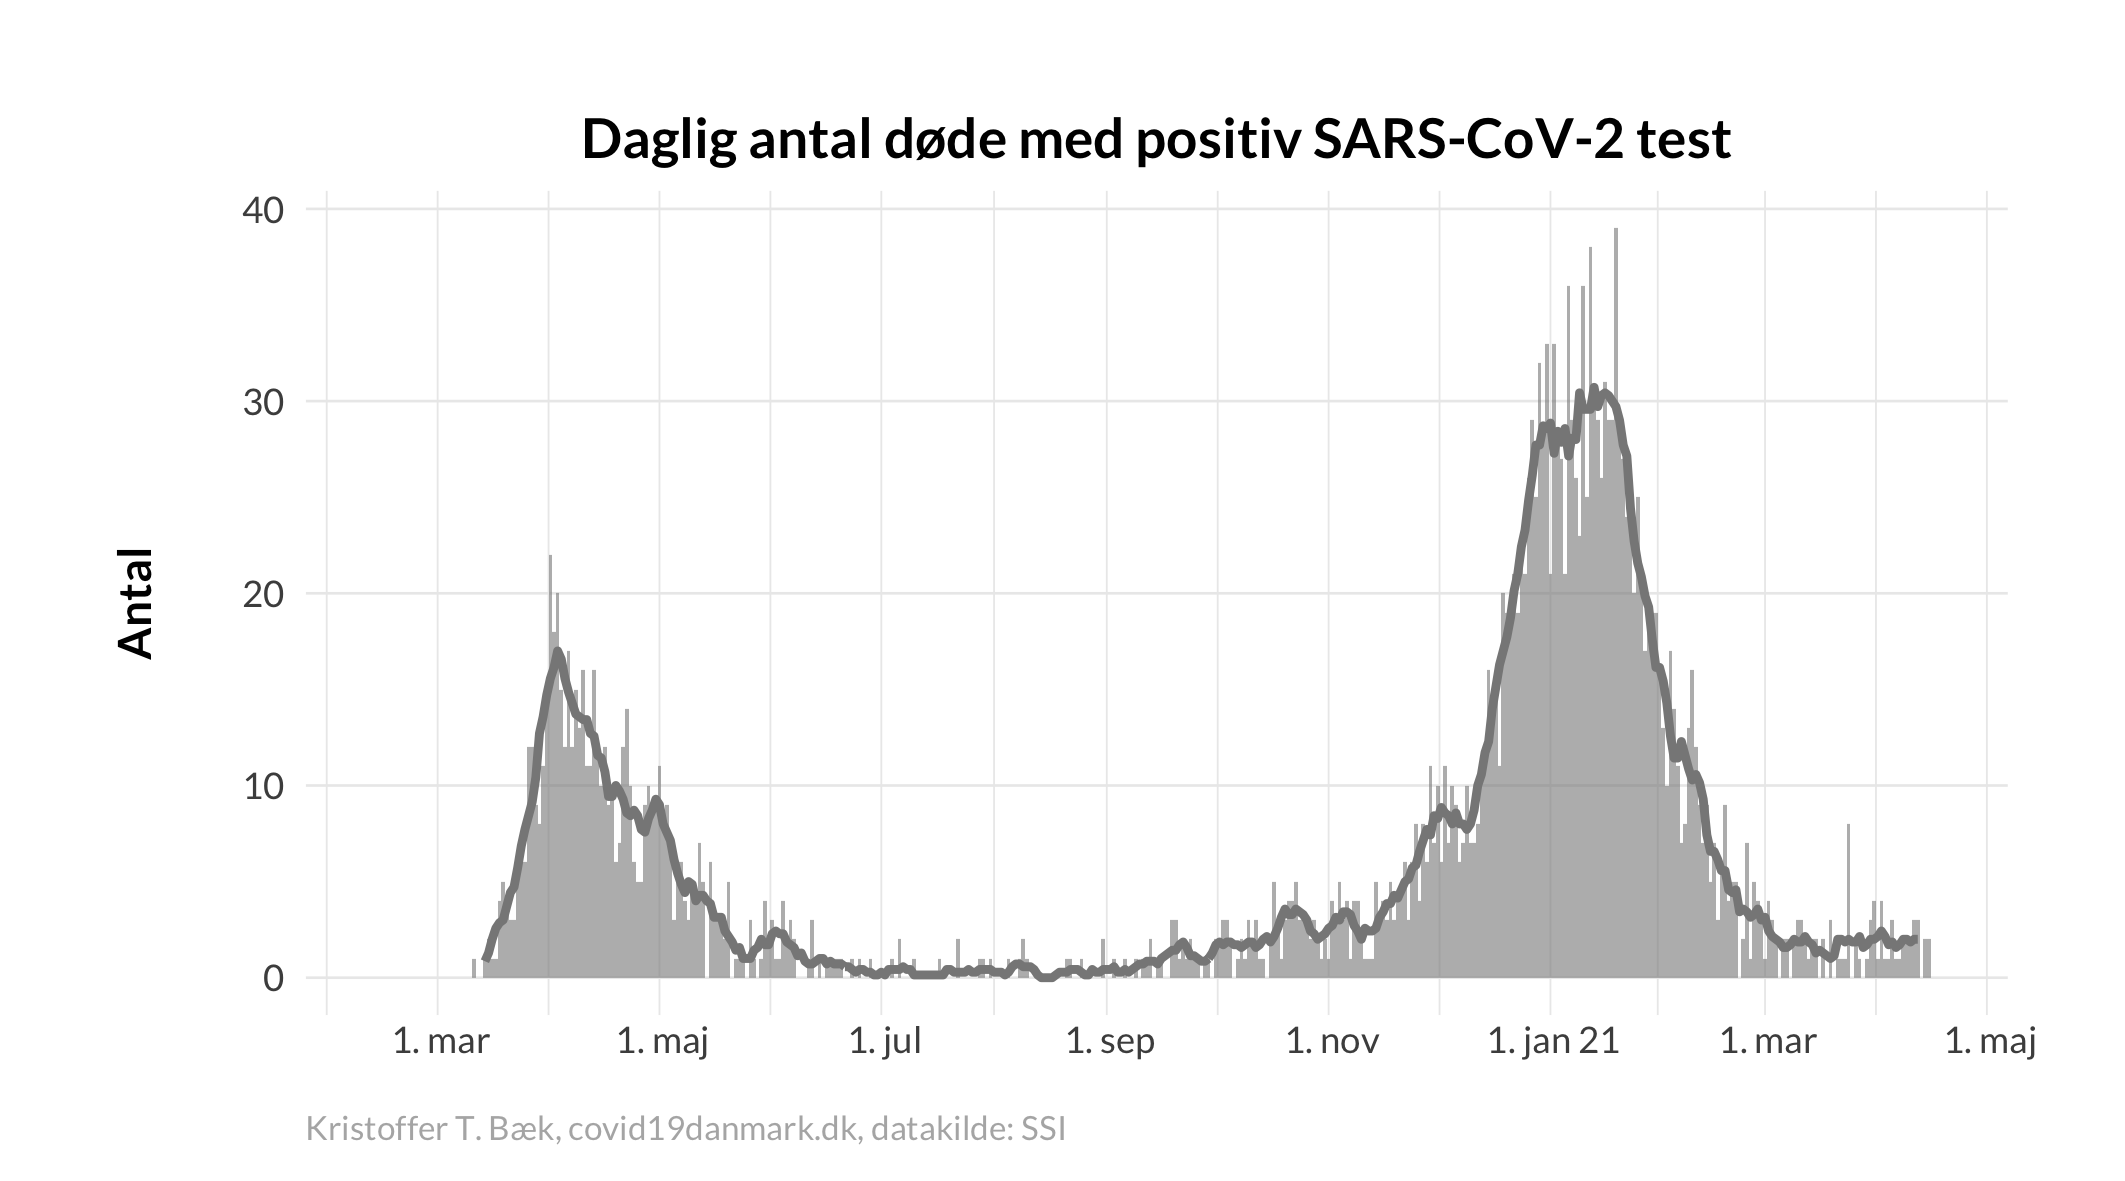 Daglig antal døde med positiv SARS-CoV-2 test
Antal
40
30
20
10
0
1. mar
1. maj
1. jul
1. sep
1. nov
1. jan 21
1. mar
1. maj
Kristoffer T. Bæk, covid19danmark.dk, datakilde: SSI